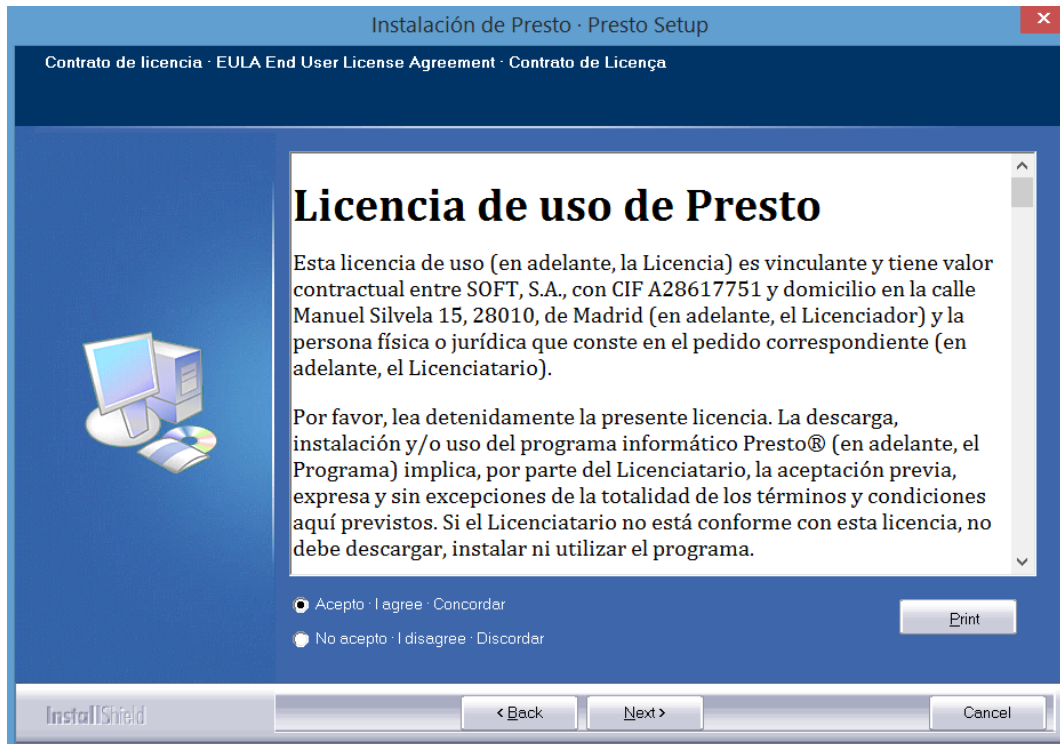 Instalación de Presto · Presto Setup
Contrato de licencia · EULA End User License Agreement · Contrato de Licença
Licencia de uso de Presto
Esta licencia de uso (en adelante, la Licencia) es vinculante y tiene valor
contractual entre SOFT, S.A., con CIF A28617751 y domicilio en la calle
Manuel Silvela 15, 28010, de Madrid (en adelante, el Licenciador) y la
persona física o jurídica que conste en el pedido correspondiente (en
adelante, el Licenciatario).
Por favor, lea detenidamente la presente licencia. La descarga,
instalación y/o uso del programa informático Presto® (en adelante, el
Programa) implica, por parte del Licenciatario, la aceptación previa,
expresa y sin excepciones de la totalidad de los términos y condiciones
aquí previstos. Si el Licenciatario no está conforme con esta licencia, no
debe descargar, instalar ni utilizar el programa.
Acepto · I agree · Concordar
Print
No acepto · I disagree · Discordar
InstallShield
< Back
Next >
Cancel